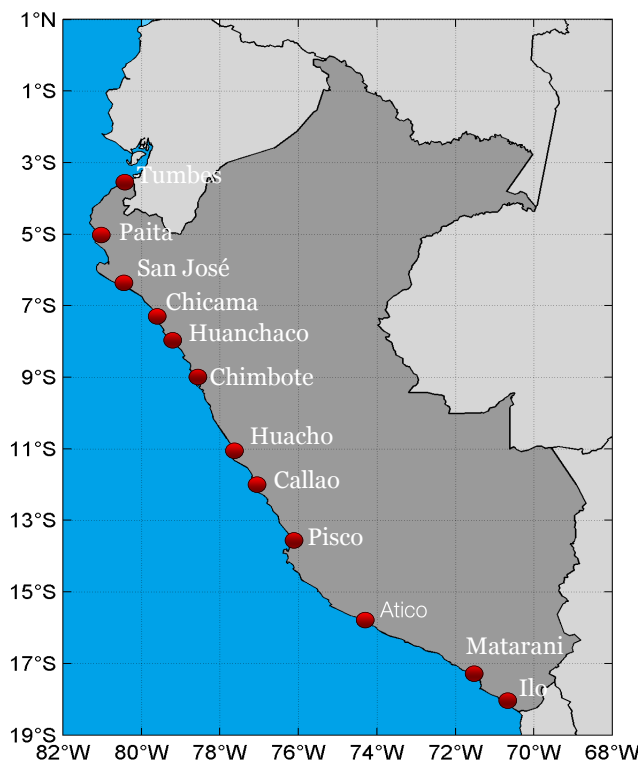 1°N
1°S
3°S
Tumbes
5°S
Paita
San José
7°S
Chicama
Huanchaco
9°S
Chimbote
11°S
Huacho
Callao
13°S
Pisco
15°S
Atico
Matarani
17°S
Ilo
19°S
82°W 80°W 78°W 76°W 74°W 72°W 70°W 68°W